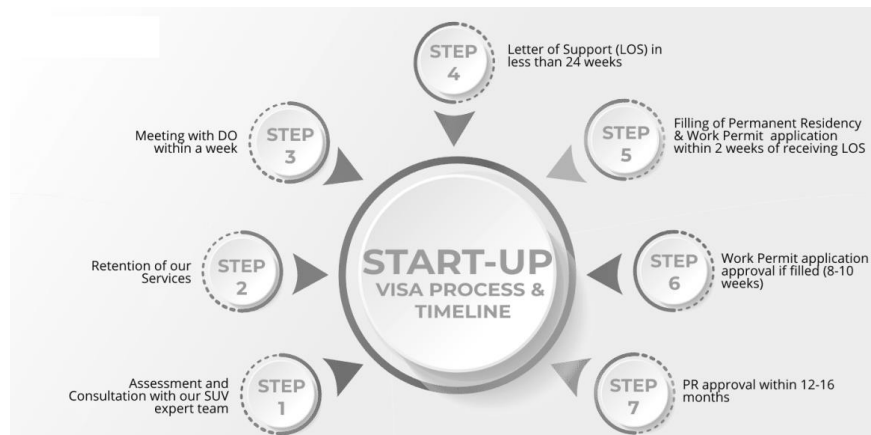 STEP
4
Letter of Support (LOS) in
less than 24 weeks
Meeting with DO
within a week
STEP
3
STEP
5
Filling of Permanent Residency
& Work Permit application
within 2 weeks of receiving LOS
Retention of our
Services
STEP
2
START-UP
VISA PROCESS &
TIMELINE
STEP
6
Work Permit application
approval if filled (8-10
weeks)
Assessment and
Consultation with our SUV
expert team
STEP
1
STEP
7
PR approval within 12-16
months